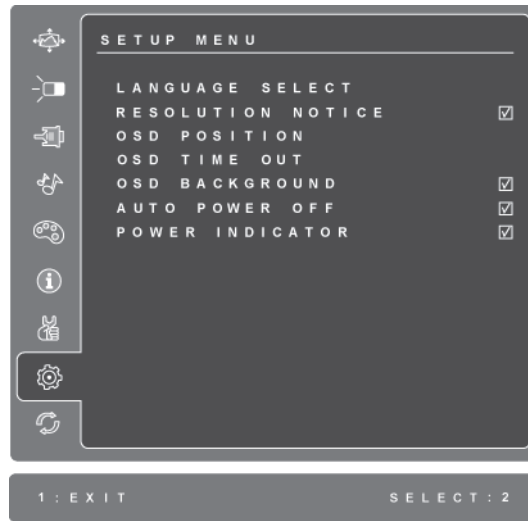 SETUP MENU
LANGUAGE SELECT
RESOLUTION NOTICE
OSD POSITION
OSD TIME OUT
OSD BACKGROUND
AUTO POWER OFF
POWER INDICATOR
1:EXIT
SELECT:2